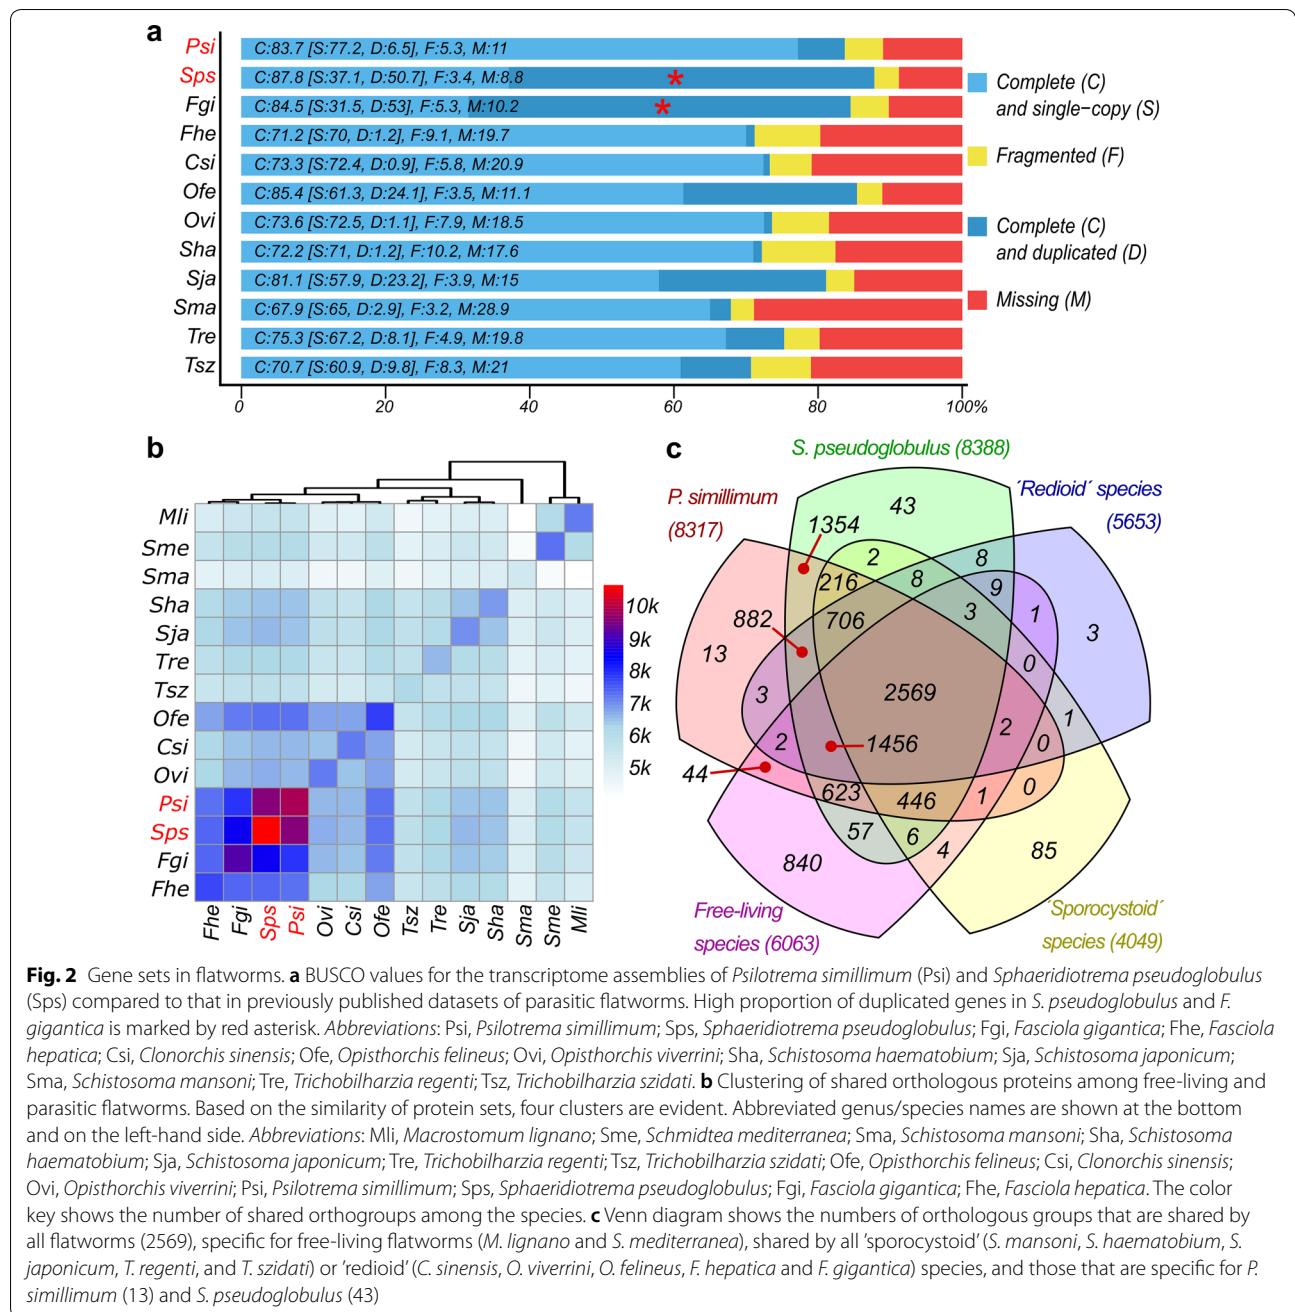 a
Psi C:83.7 [S:77.2, D:6.5], F:5.3, M:11
Sps C:87.8 [S:37.1, D:50.7], F:3.4, M:8.8 *
Fgi C:84.5 [S:31.5, D:53], F:5.3, M:10.2 *
Fhe C:71.2 [S:70, D:1.2], F:9.1, M:19.7
Csi C:73.3 [S:72.4, D:0.9], F:5.8, M:20.9
Ofe C:85.4 [S:61.3, D:24.1], F:3.5, M:11.1
Ovi C:73.6 [S:72.5, D:1.1], F:7.9, M:18.5
Sha C:72.2 [S:71, D:1.2], F:10.2, M:17.6
Sja C:81.1 [S:57.9, D:23.2], F:3.9, M:15
Sma C:67.9 [S:65, D:2.9], F:3.2, M:28.9
Tre C:75.3 [S:67.2, D:8.1], F:4.9, M:19.8
Tsz C:70.7 [S:60.9, D:9.8], F:8.3, M:21
0 20 40 60 80 100%
Complete (C)
and single-copy (S)
Fragmented (F)
Complete (C)
and duplicated (D)
Missing (M)
b
Mli
Sme
Sma
Sha
Sja
Tre
Tsz
Ofe
Csi
Ovi
Psi
Sps
Fgi
Fhe
Fhe Fgi Sps Psi Ovi Csi Ofe Tsz Tre Sja Sha Sma Sme Mli
10k
9k
8k
7k
6k
5k
c
S. pseudoglobulus (8388)
P. simillimum
(8317)
´Redioid´ species
(5653)
43
1354
2
8
216
8
9
882
706
3
1
13
0
3
3
2569
1
2
1456
2
0
44
623
446
1
0
57
6
4
840
85
Free-living
species (6063)
´Sporocystoid´
species (4049)
Fig. 2 Gene sets in flatworms. a BUSCO values for the transcriptome assemblies of Psilotrema simillimum (Psi) and Sphaeridiotrema pseudoglobulus
(Sps) compared to that in previously published datasets of parasitic flatworms. High proportion of duplicated genes in S. pseudoglobulus and F.
gigantica is marked by red asterisk. Abbreviations: Psi, Psilotrema simillimum; Sps, Sphaeridiotrema pseudoglobulus; Fgi, Fasciola gigantica; Fhe, Fasciola
hepatica; Csi, Clonorchis sinensis; Ofe, Opisthorchis felineus; Ovi, Opisthorchis viverrini; Sha, Schistosoma haematobium; Sja, Schistosoma japonicum;
Sma, Schistosoma mansoni; Tre, Trichobilharzia regenti; Tsz, Trichobilharzia szidati. b Clustering of shared orthologous proteins among free-living and
parasitic flatworms. Based on the similarity of protein sets, four clusters are evident. Abbreviated genus/species names are shown at the bottom
and on the left-hand side. Abbreviations: Mli, Macrostomum lignano; Sme, Schmidtea mediterranea; Sma, Schistosoma mansoni; Sha, Schistosoma
haematobium; Sja, Schistosoma japonicum; Tre, Trichobilharzia regenti; Tsz, Trichobilharzia szidati; Ofe, Opisthorchis felineus; Csi, Clonorchis sinensis;
Ovi, Opisthorchis viverrini; Psi, Psilotrema simillimum; Sps, Sphaeridiotrema pseudoglobulus; Fgi, Fasciola gigantica; Fhe, Fasciola hepatica. The color
key shows the number of shared orthogroups among the species. c Venn diagram shows the numbers of orthologous groups that are shared by
all flatworms (2569), specific for free-living flatworms (M. lignano and S. mediterranea), shared by all 'sporocystoid' (S. mansoni, S. haematobium, S.
japonicum, T. regenti, and T. szidati) or 'redioid' (C. sinensis, O. viverrini, O. felineus, F. hepatica and F. gigantica) species, and those that are specific for P.
simillimum (13) and S. pseudoglobulus (43)